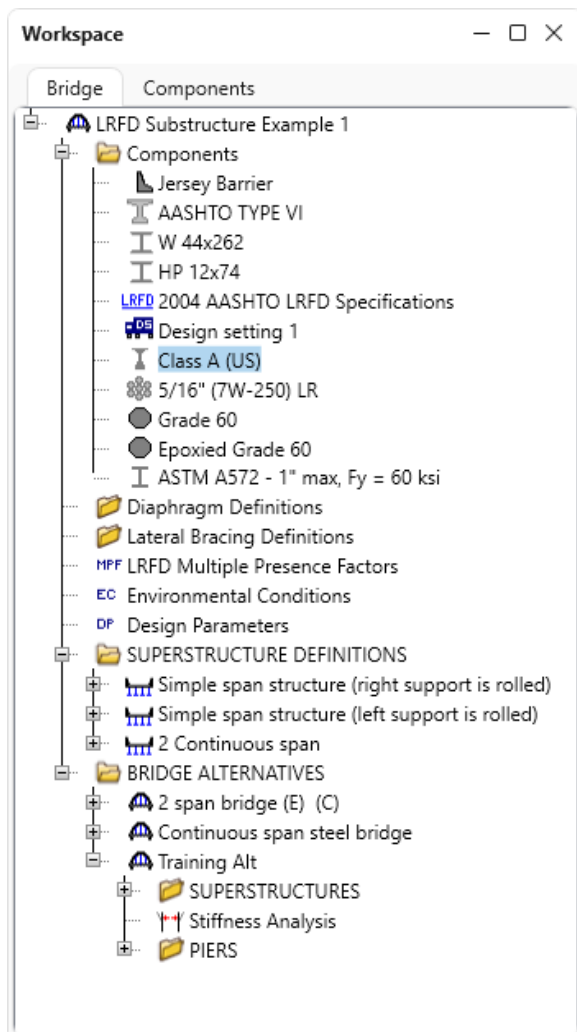 Workspace
Bridge Components
LRFD Substructure Example 1
Components
Jersey Barrier
AASHTO TYPE VI
W 44x262
HP 12x74
LRFD 2004 AASHTO LRFD Specifications
DS Design setting 1
Class A (US)
5/16" (7W-250) LR
Grade 60
Epoxied Grade 60
ASTM A572 - 1" max, Fy = 60 ksi
Diaphragm Definitions
Lateral Bracing Definitions
MPF LRFD Multiple Presence Factors
EC Environmental Conditions
DP Design Parameters
SUPERSTRUCTURE DEFINITIONS
Simple span structure (right support is rolled)
Simple span structure (left support is rolled)
2 Continuous span
BRIDGE ALTERNATIVES
2 span bridge (E) (C)
Continuous span steel bridge
Training Alt
SUPERSTRUCTURES
Stiffness Analysis
PIERS